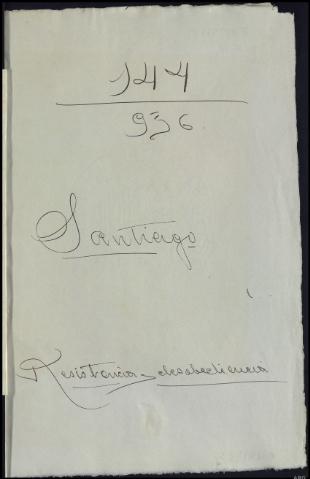 144
936
Santiago
Resistencia y desobediencia